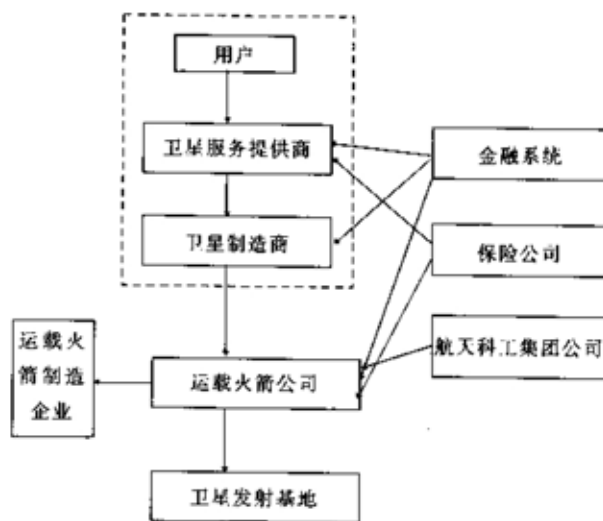 用户
卫星服务提供商
金融系统
卫星制造商
保险公司
运载火
箭制造
企业
运载火箭公司
航天科工集团公司
卫星发射基地